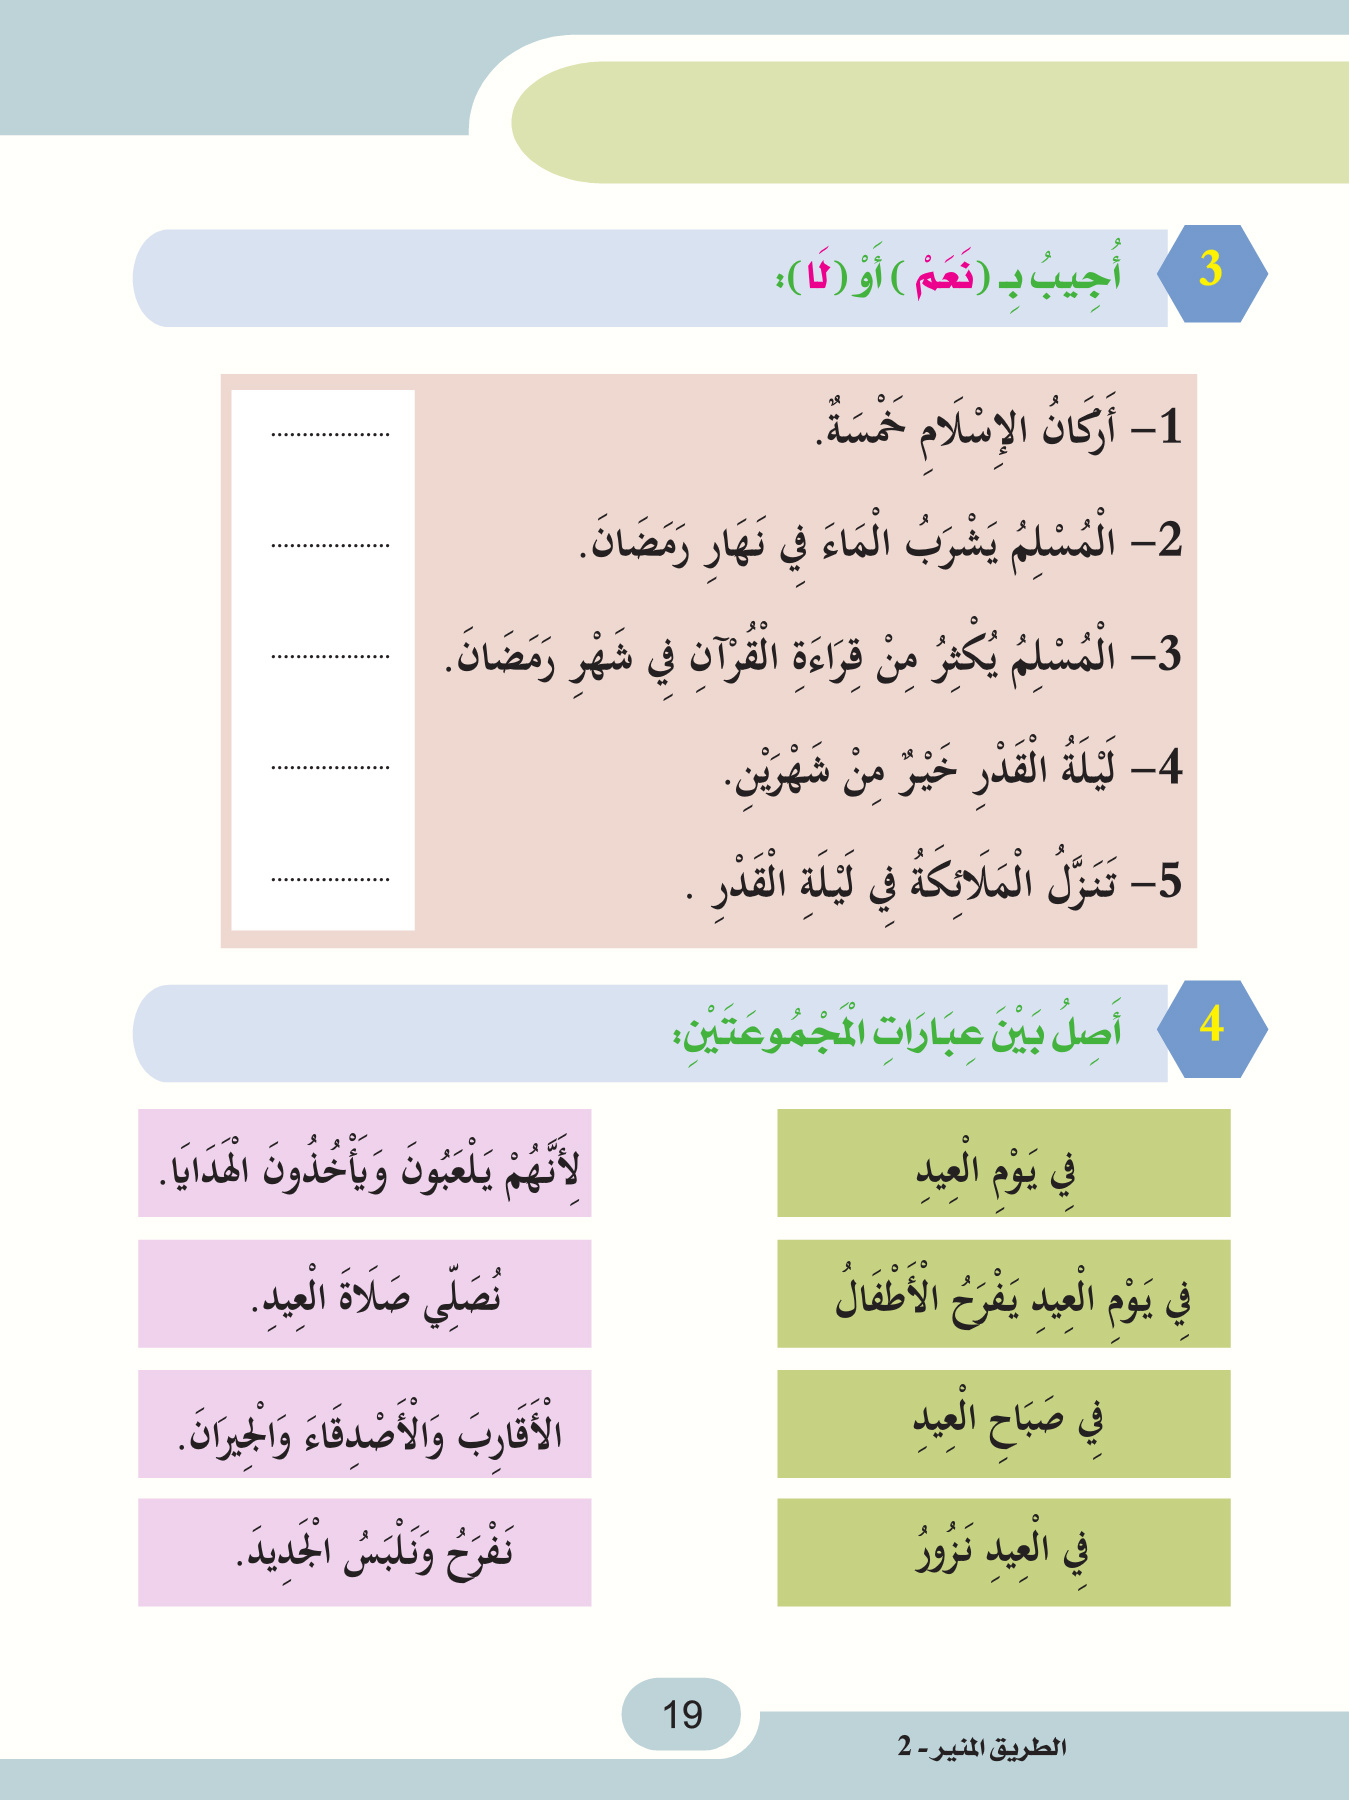 3
أُجِيبُ بِـ (نَعَمْ) أَوْ (لَا):
1– أَرْكَانُ الإِسْلَامِ خَمْسَةٌ. ...................
2– الْمُسْلِمُ يَشْرَبُ الْمَاءَ فِي نَهَارِ رَمَضَانَ. ...................
3– الْمُسْلِمُ يُكْثِرُ مِنْ قِرَاءَةِ الْقُرْآنِ فِي شَهْرِ رَمَضَانَ. ...................
4– لَيْلَةُ الْقَدْرِ خَيْرٌ مِنْ شَهْرَيْنِ. ...................
5– تَنَزَّلُ الْمَلَائِكَةُ فِي لَيْلَةِ الْقَدْرِ . ...................
4
أَصِلُ بَيْنَ عِبَارَاتِ الْمَجْمُوعَتَيْنِ:
فِي يَوْمِ الْعِيدِ
لِأَنَّهُمْ يَلْعَبُونَ وَيَأْخُذُونَ الْهَدَايَا.
فِي يَوْمِ الْعِيدِ يَفْرَحُ الْأَطْفَالُ
نُصَلِّي صَلَاةَ الْعِيدِ.
فِي صَبَاحِ الْعِيدِ
الْأَقَارِبَ وَالْأَصْدِقَاءَ وَالْجِيرَانَ.
فِي الْعِيدِ نَزُورُ
نَفْرَحُ وَنَلْبَسُ الْجَدِيدَ.
19
الطريق المنير - 2